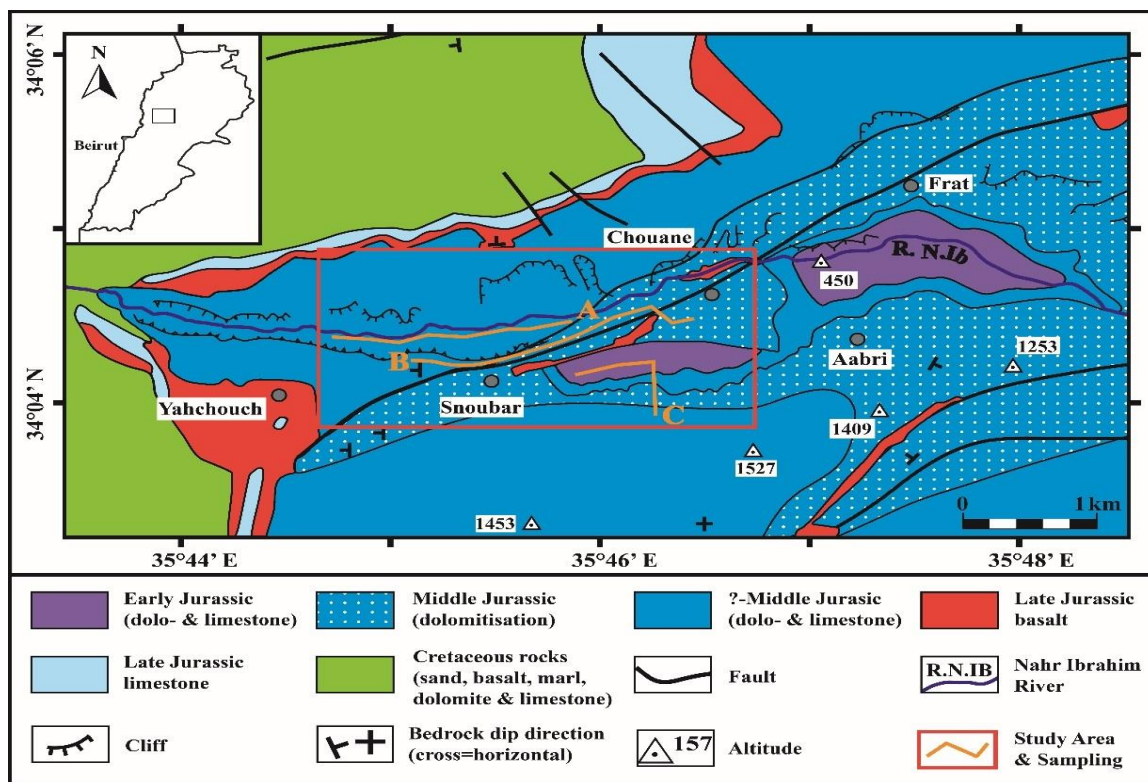 N
Beirut
34°06' N
34°04' N
Chouane
Frat
R. N.Ib
450
A
B
C
Aabri
1253
1409
Yahchouch
Snoubar
1527
1453
0 1 km
35°44' E
35°46' E
35°48' E
Early Jurassic
(dolo- & limestone)
Middle Jurassic
(dolomitisation)
?-Middle Jurasic
(dolo- & limestone)
Late Jurassic
basalt
Late Jurassic
limestone
Cretaceous rocks
(sand, basalt, marl,
dolomite & limestone)
Fault
R.N.IB
Nahr Ibrahim
River
Cliff
Bedrock dip direction
(cross=horizontal)
157
Altitude
Study Area
& Sampling